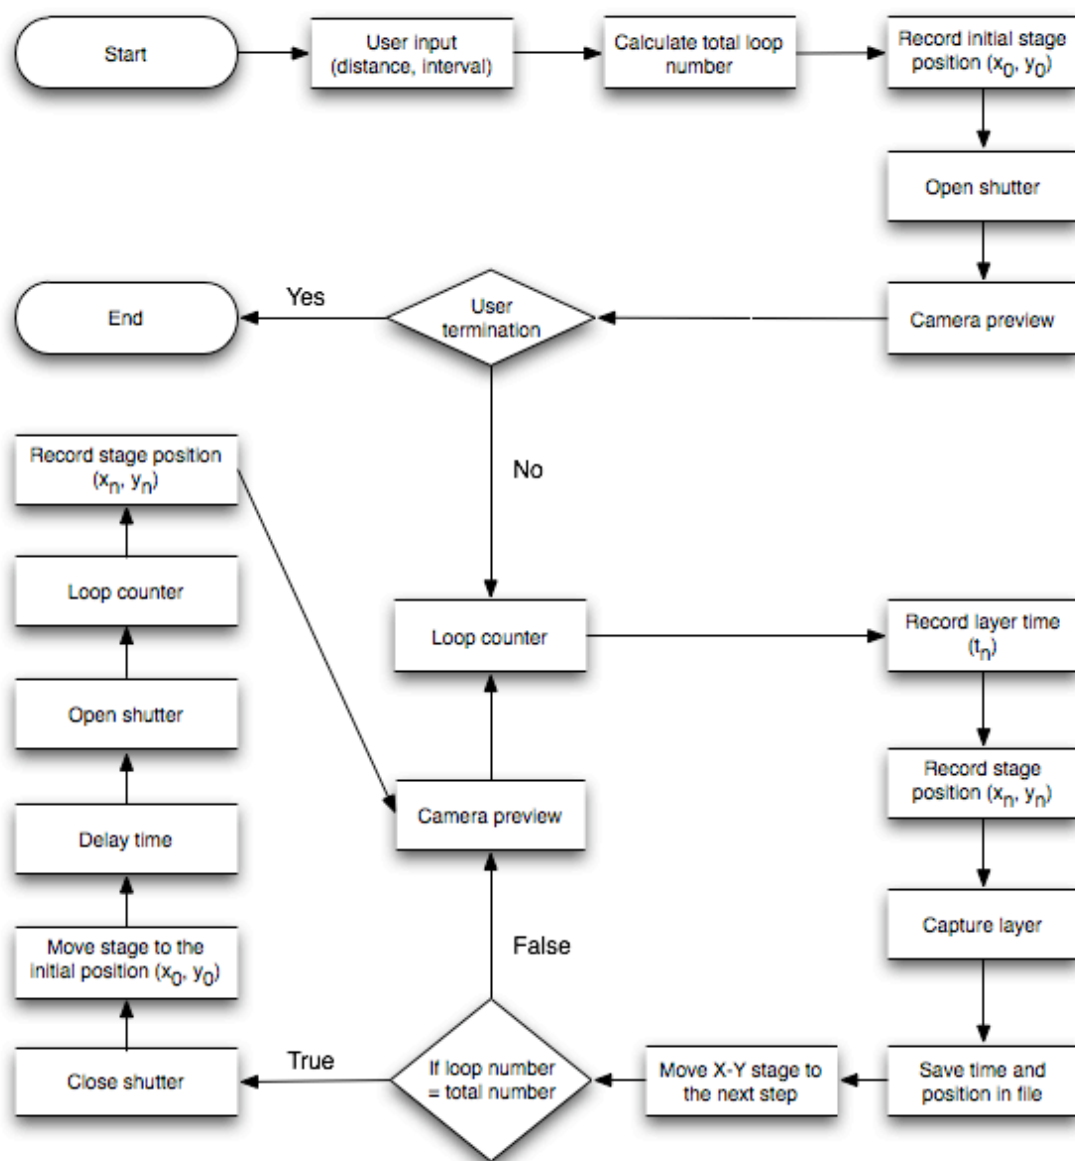 Start
User input
(distance, interval)
Calculate total loop
number
Record initial stage
position (x0, y0)
Open shutter
Camera preview
User
termination
Yes
End
No
Record stage position
(xn, yn)
Loop counter
Open shutter
Delay time
Move stage to the
initial position (x0, y0)
Close shutter
Loop counter
Camera preview
False
True
If loop number
= total number
Record layer time
(tn)
Record stage
position (xn, yn)
Capture layer
Save time and
position in file
Move X-Y stage to
the next step